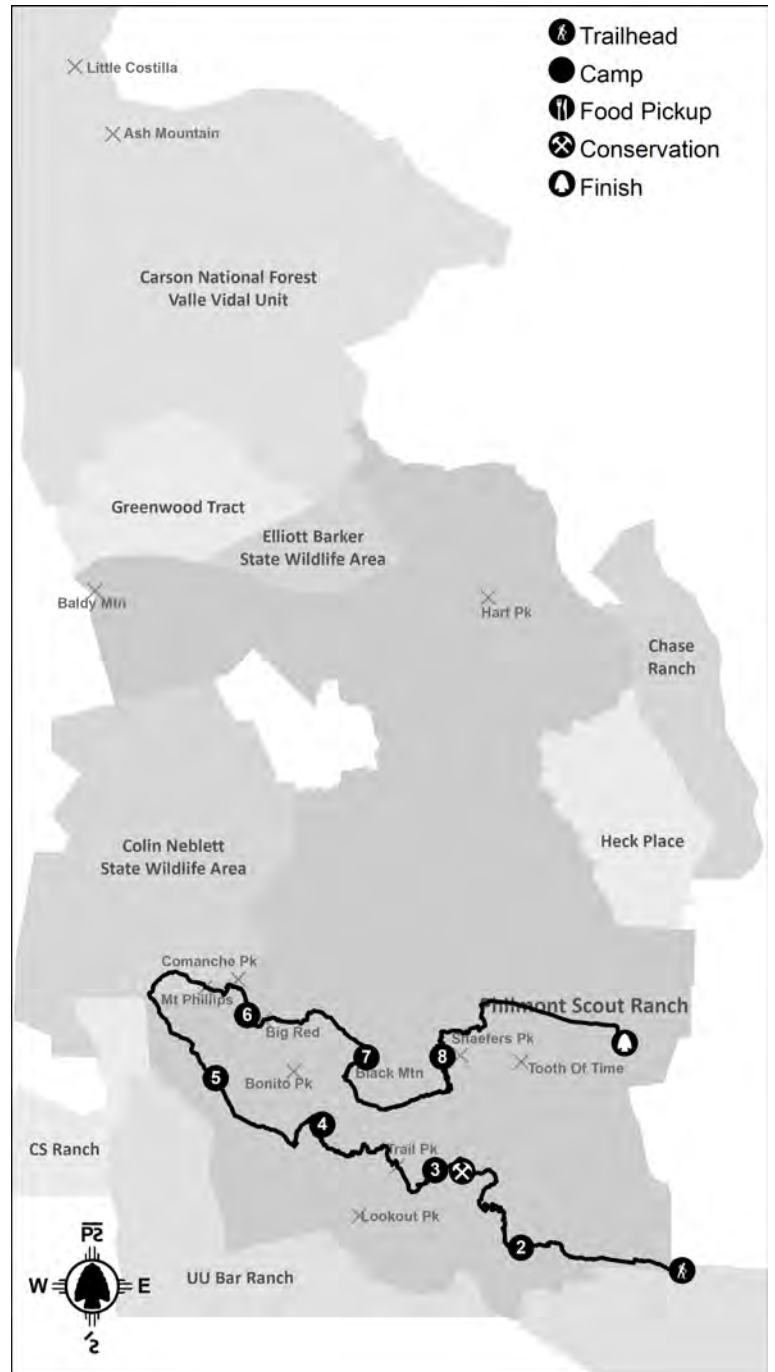 Trailhead
Camp
Food Pickup
Conservation
Finish
Little Costilla
Ash Mountain
Carson National Forest
Valle Vidal Unit
Greenwood Tract
Elliott Barker
State Wildlife Area
Baldy Mtn
Hart Pk
Chase
Ranch
Heck Place
Colin Neblett
State Wildlife Area
Comanche Pk
Mt Phillips
6
Big Red
Philmont Scout Ranch
Shaefers Pk
7
Black Mtn
8
Tooth Of Time
5
Bonito Pk
4
CS Ranch
Trail Pk
3
Lookout Pk
2
UU Bar Ranch
W
E